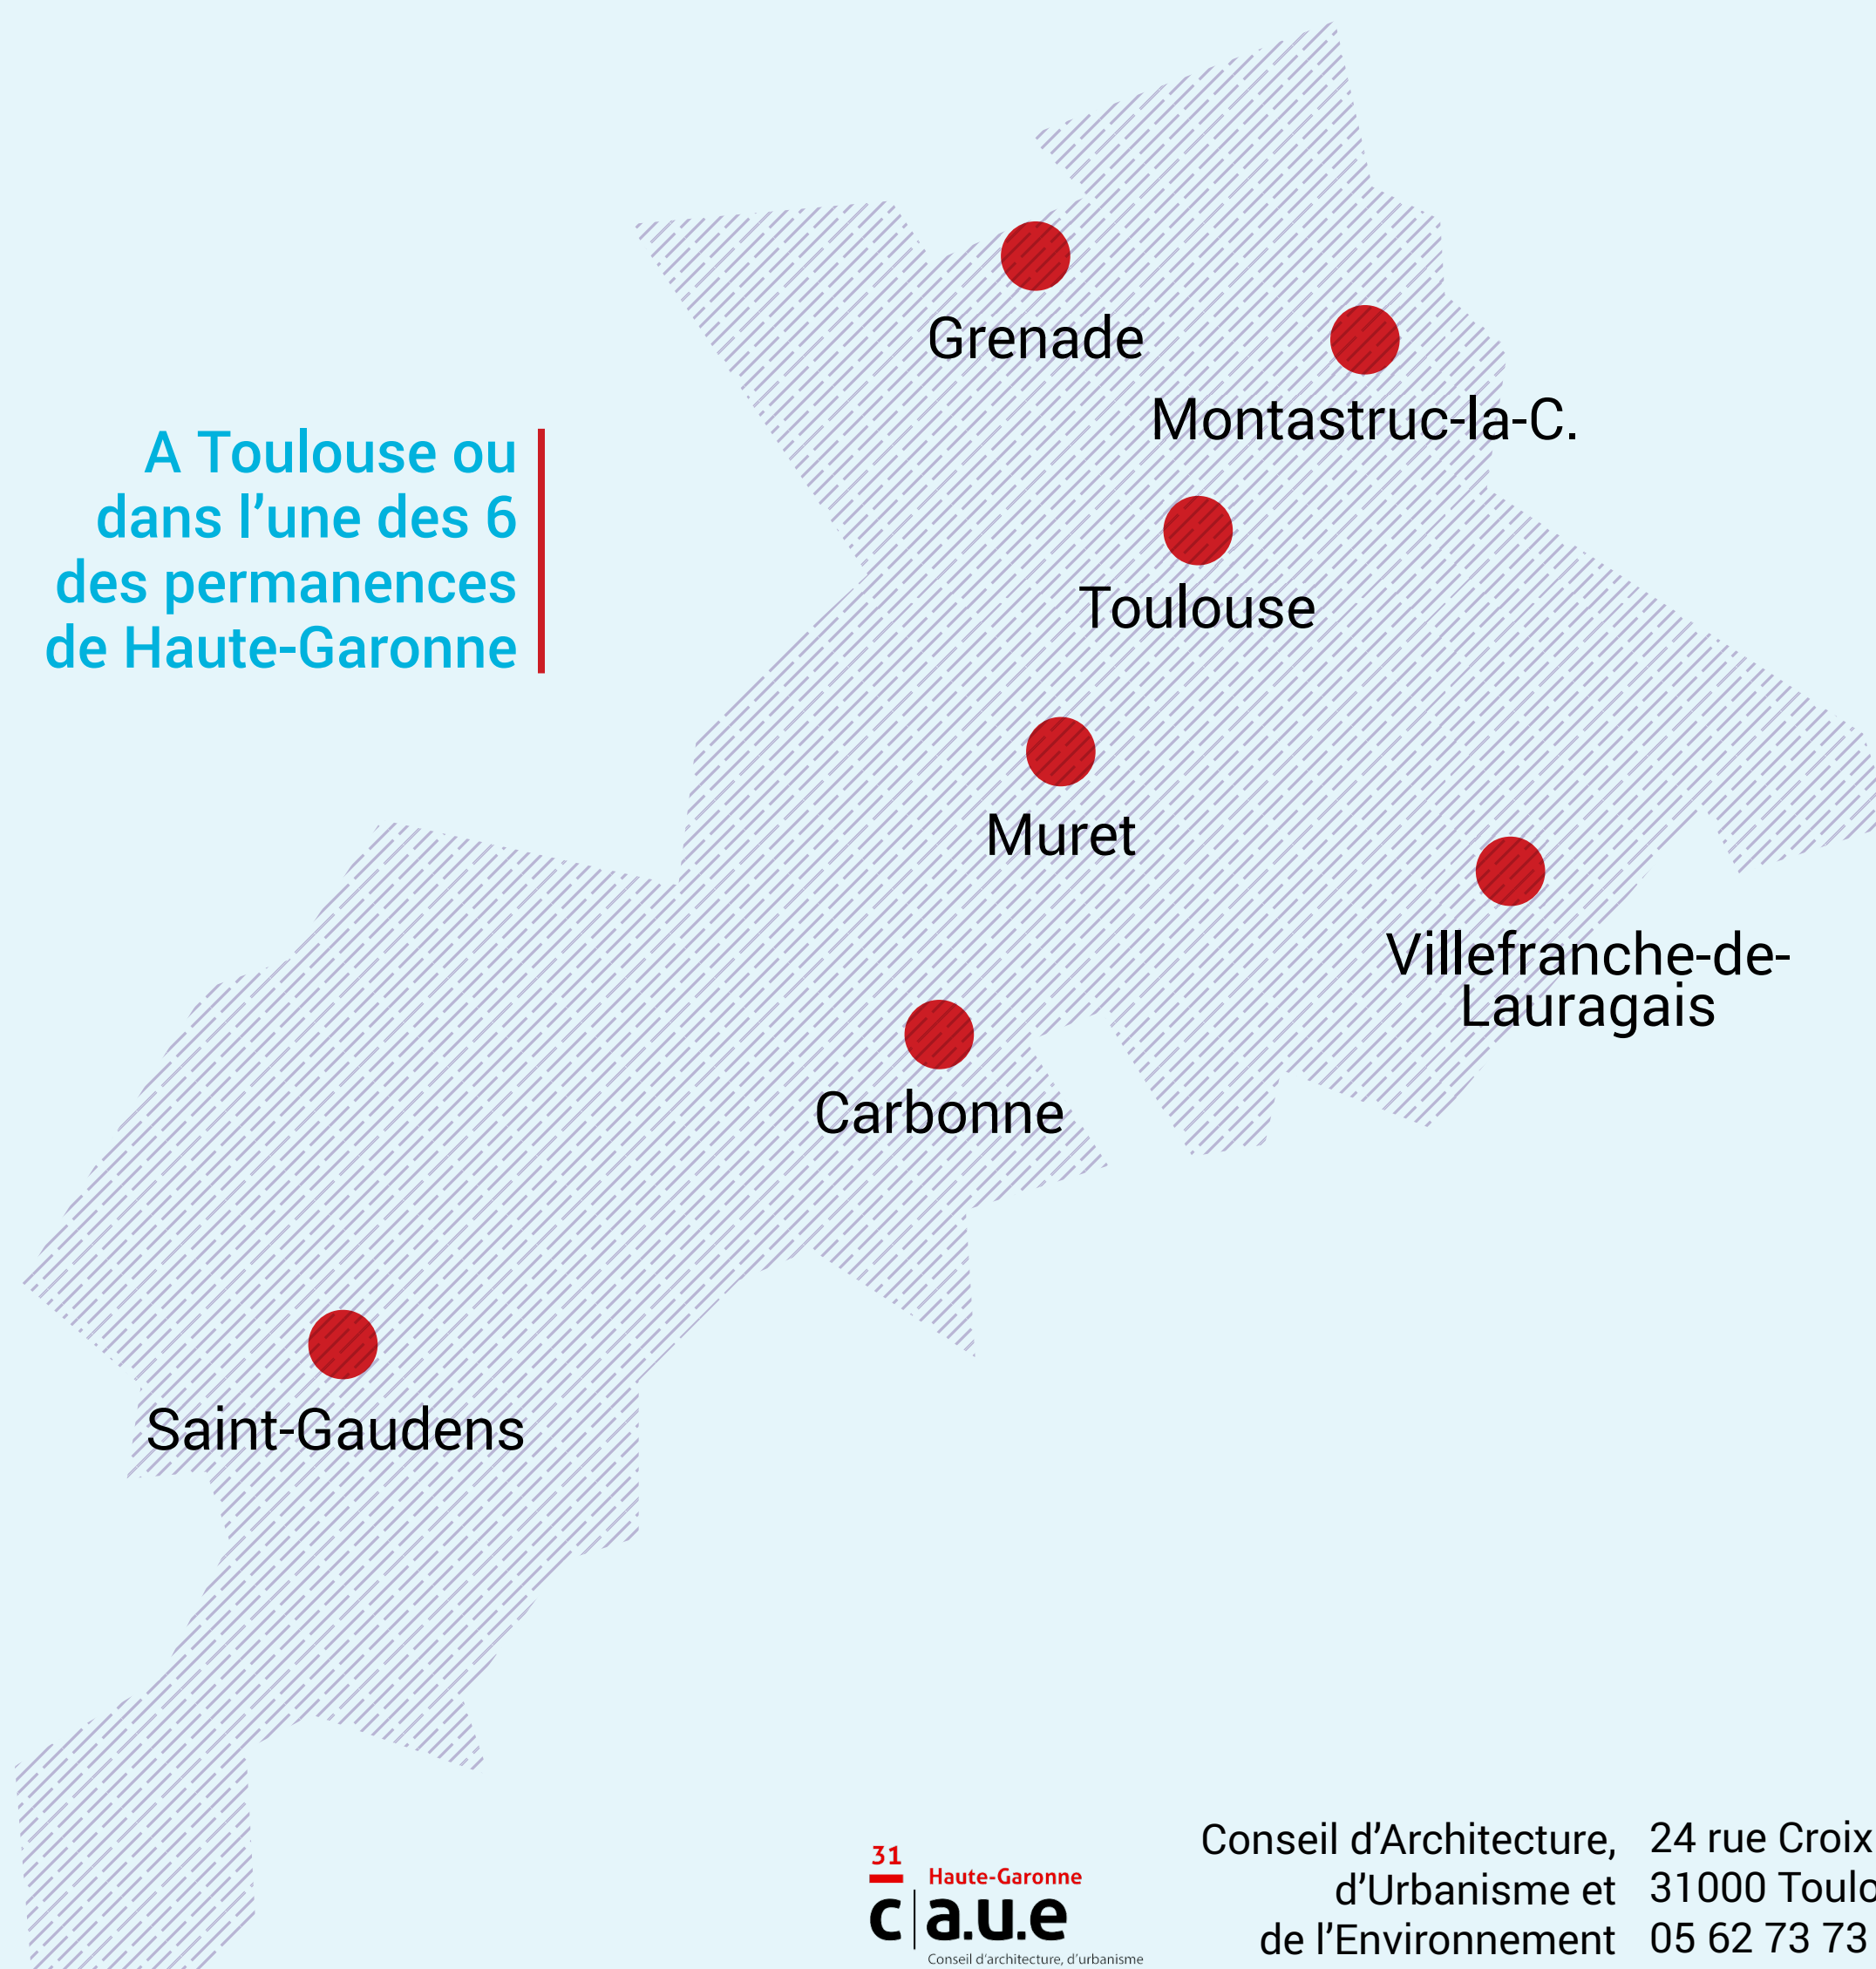 Grenade
Montastruc-la-C.
A Toulouse ou
dans l'une des 6
des permanences
de Haute-Garonne
Toulouse
Muret
Villefranche-de-
Lauragais
Carbonne
Saint-Gaudens
31
Haute-Garonne
c|a.u.e
Conseil d'architecture, d'urbanisme
Conseil d'Architecture,
d'Urbanisme et
de l'Environnement
24 rue Croix
31000
05 62 73 73